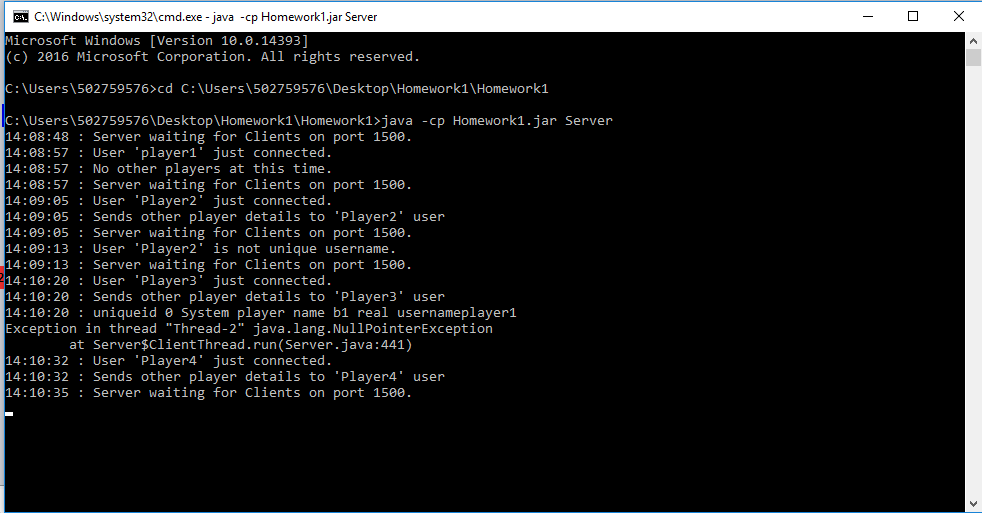 C:\Windows\system32\cmd.exe - java -cp Homework1.jar Server
Microsoft Windows [Version 10.0.14393]
(c) 2016 Microsoft Corporation. All rights reserved.
C:\Users\502759576>cd C:\Users\502759576\Desktop\Homework1\Homework1
C:\Users\502759576\Desktop\Homework1\Homework1>java -cp Homework1.jar Server
14:08:48 : Server waiting for Clients on port 1500.
14:08:57 : User 'player1' just connected.
14:08:57 : No other players at this time.
14:08:57 : Server waiting for Clients on port 1500.
14:09:05 : User 'Player2' just connected.
14:09:05 : Sends other player details to 'Player2' user
14:09:05 : Server waiting for Clients on port 1500.
14:09:13 : User 'Player2' is not unique username.
14:09:13 : Server waiting for Clients on port 1500.
14:10:20 : User 'Player3' just connected.
14:10:20 : Sends other player details to 'Player3' user
14:10:20 : uniqueid 0 System player name b1 real usernameplayer1
Exception in thread "Thread-2" java.lang.NullPointerException
at Server$ClientThread.run(Server.java:441)
14:10:32 : User 'Player4' just connected.
14:10:32 : Sends other player details to 'Player4' user
14:10:35 : Server waiting for Clients on port 1500.